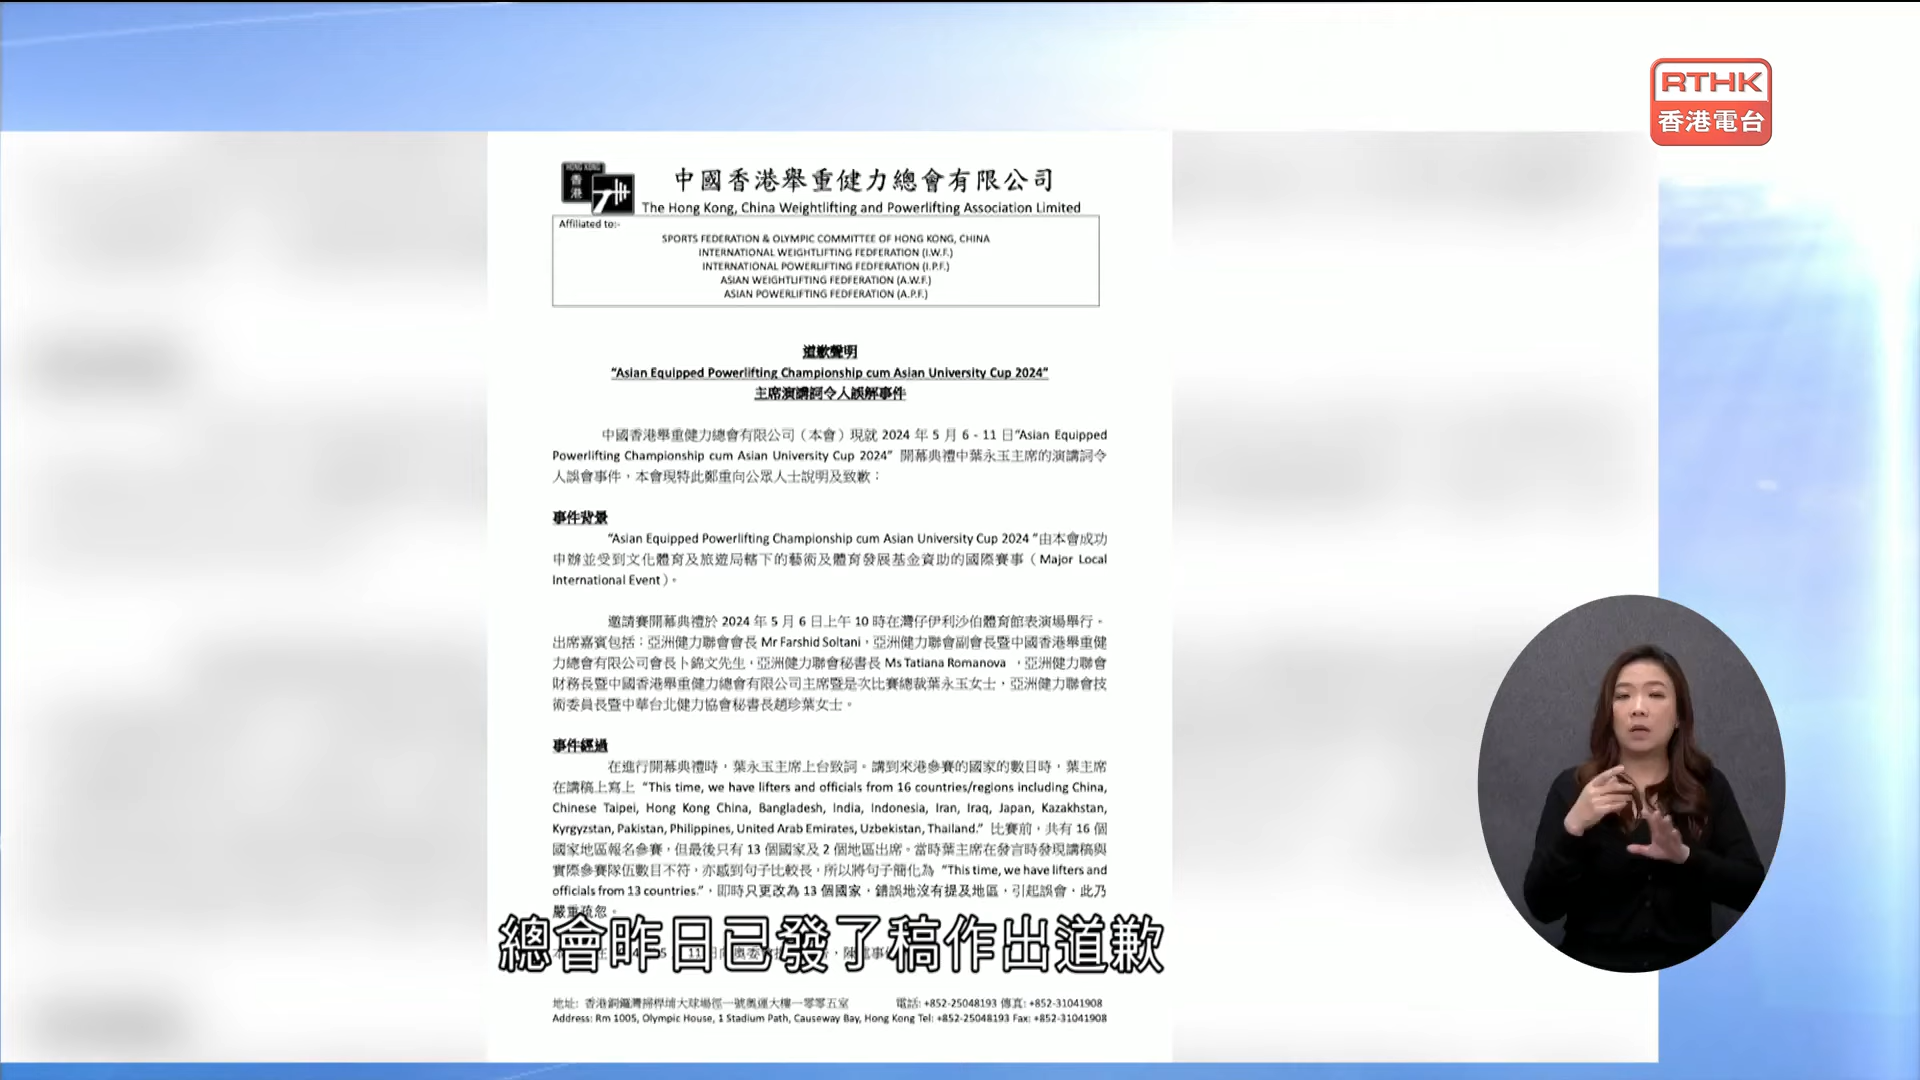 RTHK
香港電台
HONG KONG
香港
中國香港舉重健力總會有限公司
The Hong Kong, China Weightlifting and Powerlifting Association Limited
Affiliated to:-
SPORTS FEDERATION & OLYMPIC COMMITTEE OF HONG KONG, CHINA
INTERNATIONAL WEIGHTLIFTING FEDFERATION (I.W.F.)
INTERNATIONAL POWERLIFTING FEDFERATION (I.P.F.)
ASIAN WEIGHTLIFTING FEDFERATION (A.W.F.)
ASIAN POWERLIFTING FEDFERATION (A.P.F.)
道歉聲明
“Asian Equipped Powerlifting Championship cum Asian University Cup 2024”
主席演講詞令人誤解事件
中國香港舉重健力總會有限公司（本會）現就 2024 年 5 月 6 - 11 日“Asian Equipped
Powerlifting Championship cum Asian University Cup 2024” 開幕典禮中葉永玉主席的演講詞令
人誤會事件，本會現特此鄭重向公眾人士說明及致歉：
事件背景
“Asian Equipped Powerlifting Championship cum Asian University Cup 2024 “由本會成功
申辦並受到文化體育及旅遊局轄下的藝術及體育發展基金資助的國際賽事（Major Local
International Event）。
邀請賽開幕典禮於 2024 年 5 月 6 日上午 10 時在灣仔伊利沙伯體育館表演場舉行。
出席嘉賓包括：亞洲健力聯會會長 Mr Farshid Soltani，亞洲健力聯會副會長暨中國香港舉重健
力總會有限公司會長卜錦文先生，亞洲健力聯會秘書長 Ms Tatiana Romanova ，亞洲健力聯會
財務長暨中國香港舉重健力總會有限公司主席暨是次比賽總裁葉永玉女士，亞洲健力聯會技
術委員長暨中華台北健力協會秘書長趙珍葉女士。
事件經過
在進行開幕典禮時，葉永玉主席上台致詞。講到來港參賽的國家的數目時，葉主席
在講稿上寫上 “This time, we have lifters and officials from 16 countries/regions including China,
Chinese Taipei, Hong Kong China, Bangladesh, India, Indonesia, Iran, Iraq, Japan, Kazakhstan,
Kyrgyzstan, Pakistan, Philippines, United Arab Emirates, Uzbekistan, Thailand.” 比賽前，共有 16 個
國家地區報名參賽，但最後只有 13 個國家及 2 個地區出席。當時葉主席在發言時發現講稿與
實際參賽隊伍數目不符，亦感到句子比較長，所以將句子簡化為 “This time, we have lifters and
officials from 13 countries.”，即時只更改為 13 個國家，錯誤地沒有提及地區，引起誤會，此乃
嚴重疏忽。
總會昨日已發了稿作出道歉
地址: 香港銅鑼灣掃桿埔大球場徑一號奧運大樓一零零五室 電話: +852-25048193 傳真: +852-31041908
Address: Rm 1005, Olympic House, 1 Stadium Path, Causeway Bay, Hong Kong Tel: +852-25048193 Fax: +852-31041908